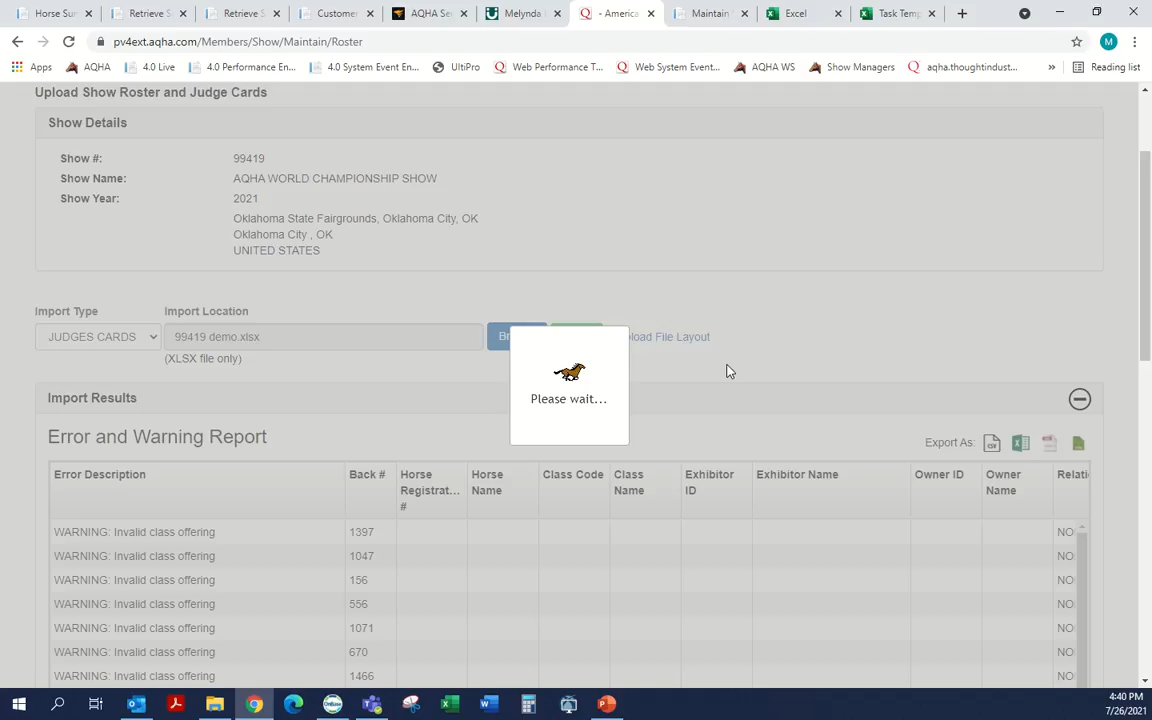 Horse Sur
Retrieve S
Retrieve S
Customer
AQHA Se
Melynda
- America
Maintain
Excel
Task Temp
pv4ext.aqha.com/Members/Show/Maintain/Roster
M
Apps
AQHA
4.0 Live
4.0 Performance En...
4.0 System Event En...
UltiPro
Web Performance T...
Web System Event...
AQHA WS
Show Managers
aqha.thoughtindust...
»
Reading list
Upload Show Roster and Judge Cards
Show Details
Show #: 99419
Show Name: AQHA WORLD CHAMPIONSHIP SHOW
Show Year: 2021
Oklahoma State Fairgrounds, Oklahoma City, OK
Oklahoma City , OK
UNITED STATES
Import Type Import Location
JUDGES CARDS 99419 demo.xlsx Br load File Layout
(XLSX file only)
Please wait...
Import Results
Error and Warning Report
Export As:
Error Description Back # Horse Registrat... # Horse Name Class Code Class Name Exhibitor ID Exhibitor Name Owner ID Owner Name Relati
WARNING: Invalid class offering 1397 NO
WARNING: Invalid class offering 1047 NO
WARNING: Invalid class offering 156 NO
WARNING: Invalid class offering 556 NO
WARNING: Invalid class offering 1071 NO
WARNING: Invalid class offering 670 NO
WARNING: Invalid class offering 1466 NO
4:40 PM
7/26/2021